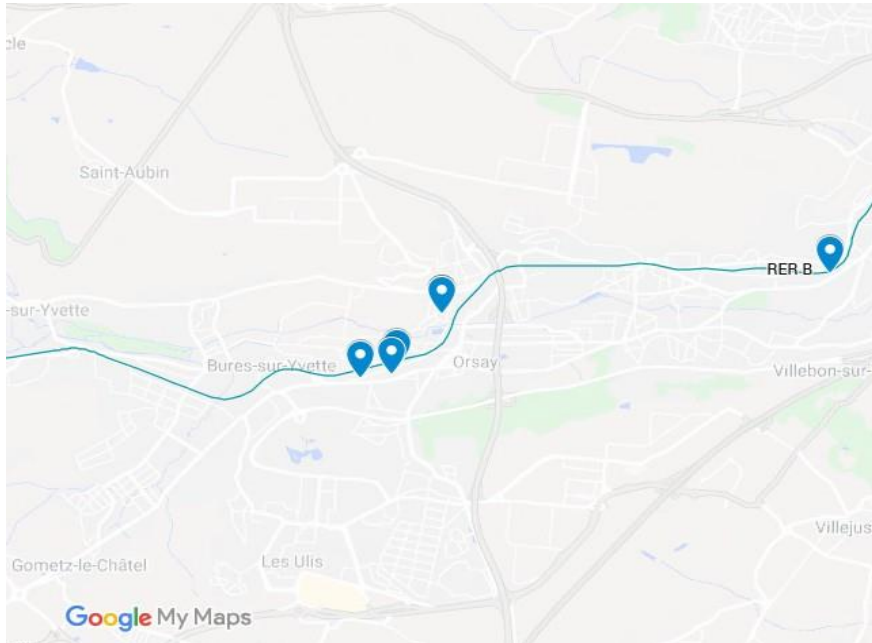 cle
Saint-Aubin
RER B
-sur-Yvette
Bures-sur-Yvette
Orsay
Villebon-sur-
Villejus
Gometz-le-Châtel
Les Ulis
Google My Maps